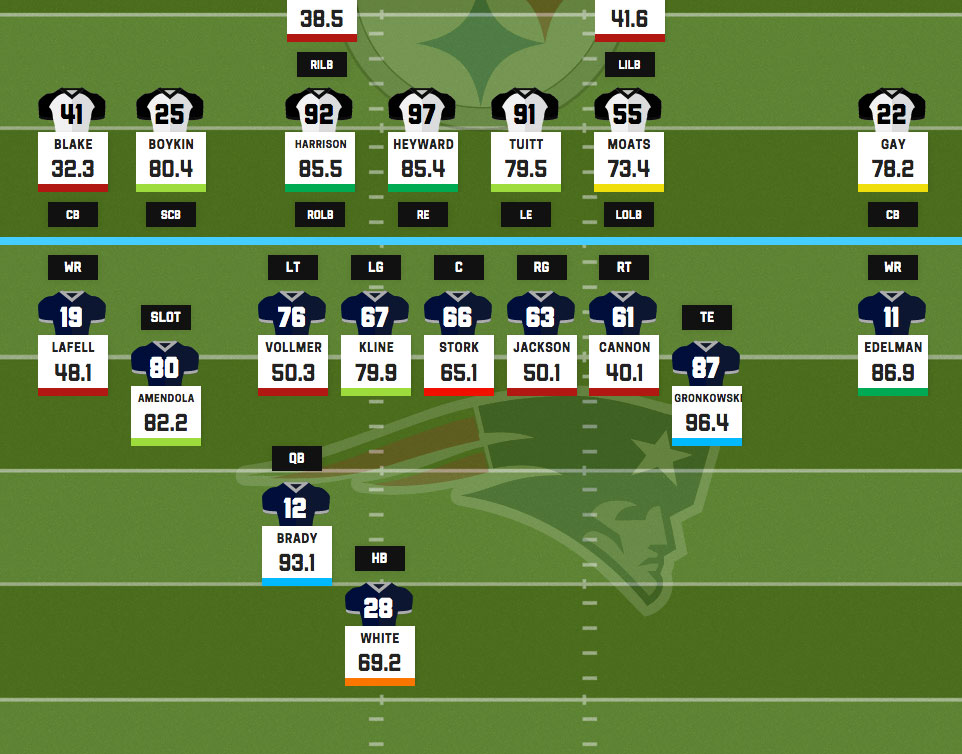 38.5 41.6
RILB LILB
41 25 92 97 91 55 22
BLAKE BOYKIN HARRISON HEYWARD TUITT MOATS GAY
32.3 80.4 85.5 85.4 79.5 73.4 78.2
CB SCB ROLB RE LE LOLB CB
WR LT LG C RG RT WR
19 SLOT 76 67 66 63 61 TE 11
LAFELL VOLLMER KLINE STORK JACKSON CANNON EDELMAN
48.1 80 50.3 79.9 65.1 50.1 40.1 87 86.9
AMENDOLA GRONKOWSKI
82.2 96.4
QB
12
BRADY
93.1
HB
28
WHITE
69.2